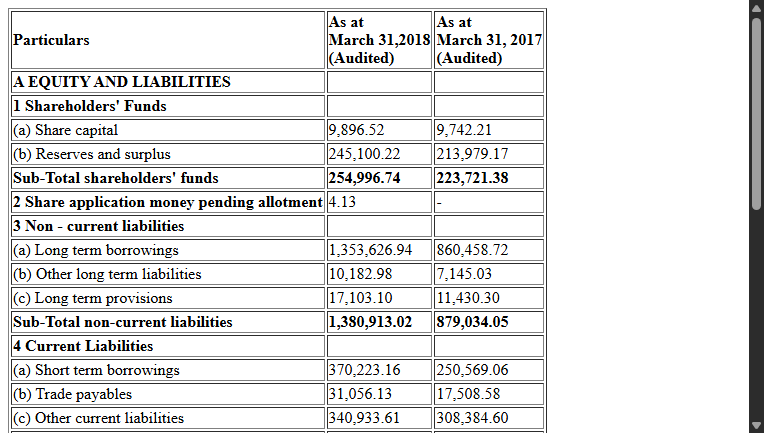 Particulars As at March 31,2018 (Audited) As at March 31, 2017 (Audited)
A EQUITY AND LIABILITIES
1 Shareholders' Funds
(a) Share capital 9,896.52 9,742.21
(b) Reserves and surplus 245,100.22 213,979.17
Sub-Total shareholders' funds 254,996.74 223,721.38
2 Share application money pending allotment 4.13 -
3 Non - current liabilities
(a) Long term borrowings 1,353,626.94 860,458.72
(b) Other long term liabilities 10,182.98 7,145.03
(c) Long term provisions 17,103.10 11,430.30
Sub-Total non-current liabilities 1,380,913.02 879,034.05
4 Current Liabilities
(a) Short term borrowings 370,223.16 250,569.06
(b) Trade payables 31,056.13 17,508.58
(c) Other current liabilities 340,933.61 308,384.60